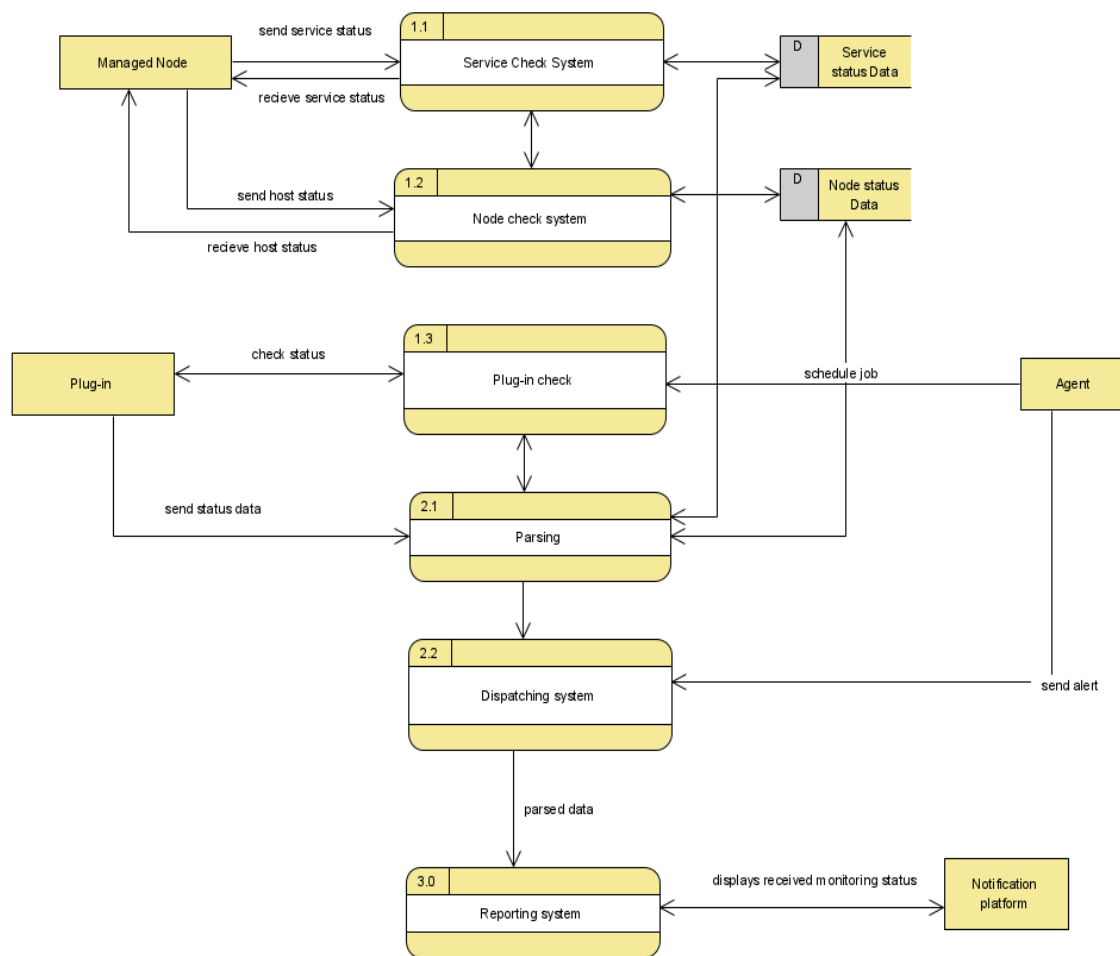 send service status
1.1
Managed Node
Service Check System
D
Service
status Data
recieve service status
1.2
send host status
Node check system
D
Node status
Data
recieve host status
1.3
check status
Plug-in
Plug-in check
schedule job
Agent
2.1
send status data
Parsing
2.2
Dispatching system
send alert
parsed data
3.0
displays received monitoring status
Reporting system
Notification
platform